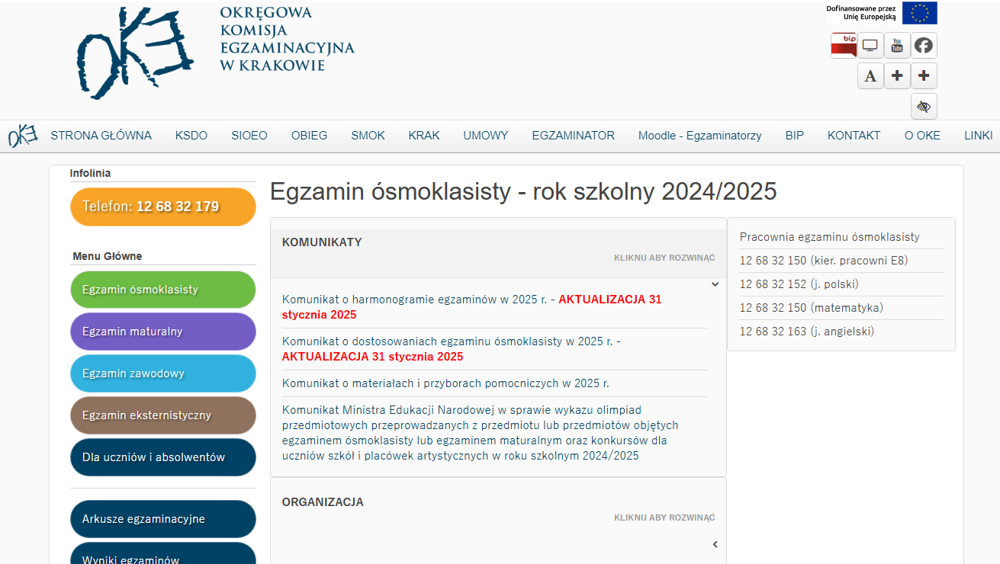 OKE
OKRĘGOWA
KOMISJA
EGZAMINACYJNA
W KRAKOWIE
Dofinansowane przez
Unię Europejską
bip
You
Tube
A
OKE
STRONA GŁÓWNA KSDO SIOEO OBIEG SMOK KRAK UMOWY EGZAMINATOR Moodle - Egzaminatorzy BIP KONTAKT O OKE LINKI
Infolinia
Telefon: 12 68 32 179
Menu Główne
Egzamin ósmoklasisty
Egzamin maturalny
Egzamin zawodowy
Egzamin eksternistyczny
Dla uczniów i absolwentów
Arkusze egzaminacyjne
Wyniki egzaminów
Egzamin ósmoklasisty - rok szkolny 2024/2025
KOMUNIKATY
KLIKNIJ ABY ROZWINĄĆ
Komunikat o harmonogramie egzaminów w 2025 r. - AKTUALIZACJA 31
stycznia 2025
Komunikat o dostosowaniach egzaminu ósmoklasisty w 2025 r. -
AKTUALIZACJA 31 stycznia 2025
Komunikat o materiałach i przyborach pomocniczych w 2025 r.
Komunikat Ministra Edukacji Narodowej w sprawie wykazu olimpiad
przedmiotowych przeprowadzanych z przedmiotu lub przedmiotów objętych
egzaminem ósmoklasisty lub egzaminem maturalnym oraz konkursów dla
uczniów szkół i placówek artystycznych w roku szkolnym 2024/2025
ORGANIZACJA
KLIKNIJ ABY ROZWINĄĆ
Pracownia egzaminu ósmoklasisty
12 68 32 150 (kier. pracowni E8)
12 68 32 152 (j. polski)
12 68 32 150 (matematyka)
12 68 32 163 (j. angielski)